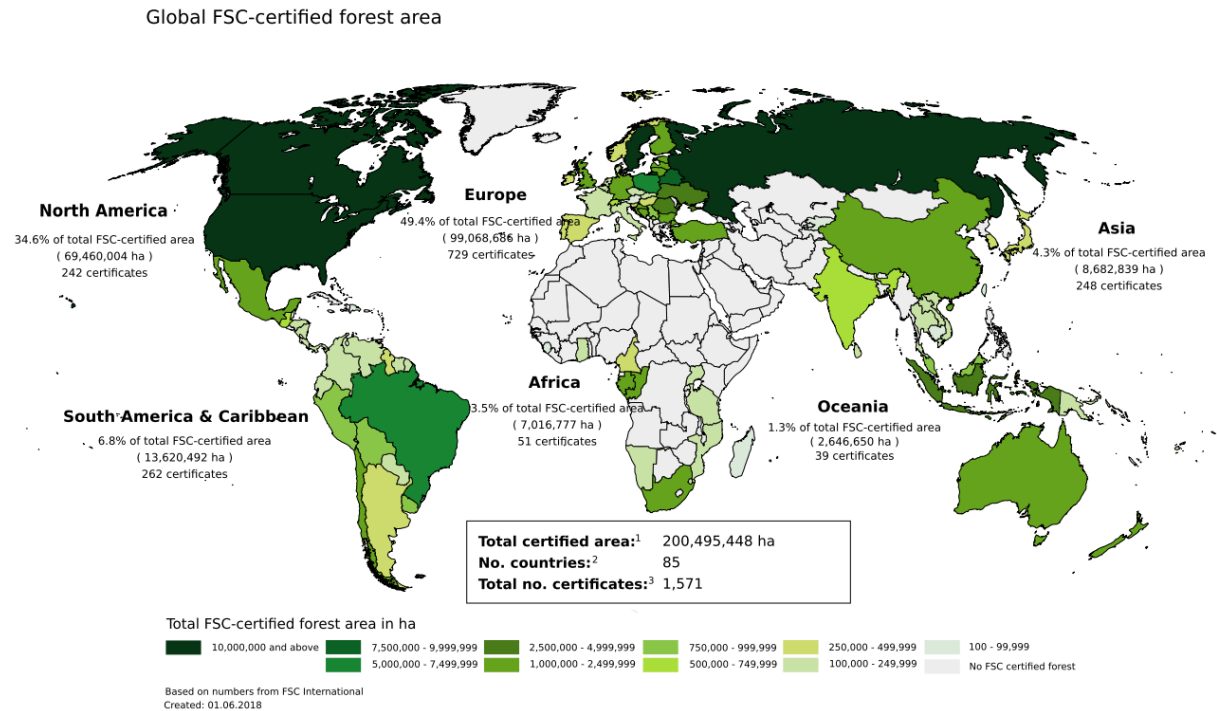 Global FSC-certified forest area
North America
34.6% of total FSC-certified area
( 69,460,004 ha )
242 certificates
Europe
49.4% of total FSC-certified area
( 99,068,686 ha )
729 certificates
Asia
4.3% of total FSC-certified area
( 8,682,839 ha )
248 certificates
South America & Caribbean
6.8% of total FSC-certified area
( 13,620,492 ha )
262 certificates
Africa
3.5% of total FSC-certified area
( 7,016,777 ha )
51 certificates
Oceania
1.3% of total FSC-certified area
( 2,646,650 ha )
39 certificates
Total certified area:1 200,495,448 ha
No. countries:2 85
Total no. certificates:3 1,571
Total FSC-certified forest area in ha
10,000,000 and above
7,500,000 - 9,999,999
5,000,000 - 7,499,999
2,500,000 - 4,999,999
1,000,000 - 2,499,999
750,000 - 999,999
500,000 - 749,999
250,000 - 499,999
100,000 - 249,999
100 - 99,999
No FSC certified forest
Based on numbers from FSC International
Created: 01.06.2018